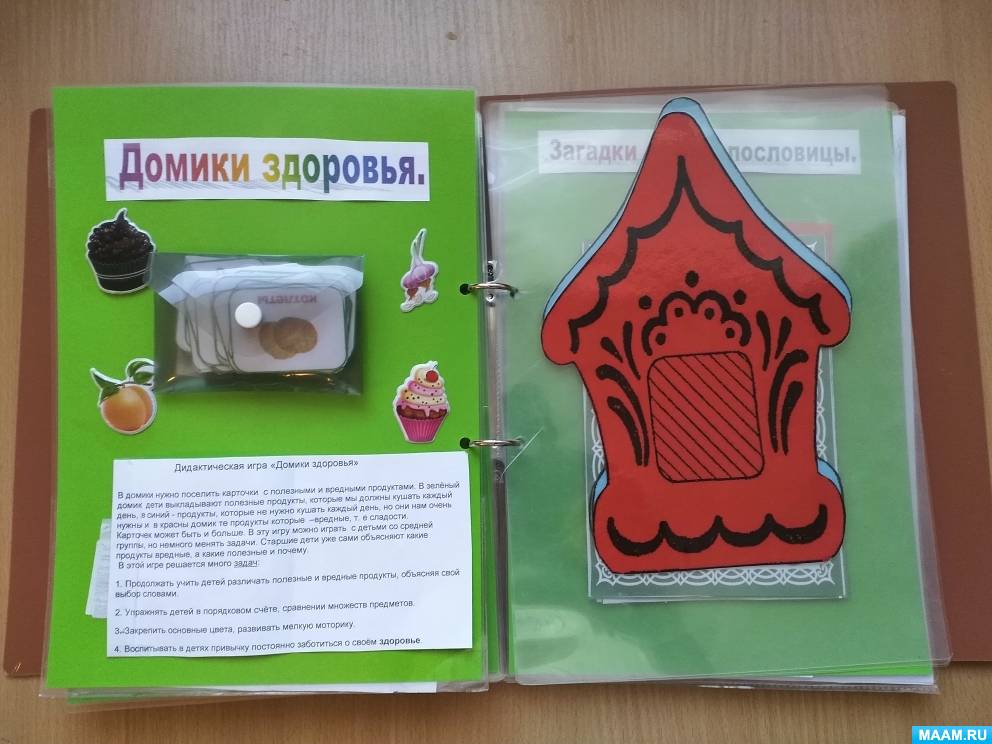 Домики здоровья.
котлеты
Дидактическая игра «Домики здоровья»
В домики нужно поселить карточки с полезными и вредными продуктами. В зелёный
домик дети выкладывают полезные продукты, которые мы должны кушать каждый
день, в синий - продукты, которые не нужно кушать каждый день, но они нам очень
нужны и в красны домик те продукты которые –вредные, т. е сладости.
Карточек может быть и больше. В эту игру можно играть с детьми со средней
группы, но немного менять задачи. Старшие дети уже сами объясняют какие
продукты вредные, а какие полезные и почему.
В этой игре решается много задач:
1. Продолжать учить детей различать полезные и вредные продукты, объясняя свой
выбор словами.
2. Упражнять детей в порядковом счёте, сравнении множеств предметов.
3. Закрепить основные цвета, развивать мелкую моторику.
4. Воспитывать в детях привычку постоянно заботиться о своём здоровье.
Загадки пословицы.
MAAM.RU